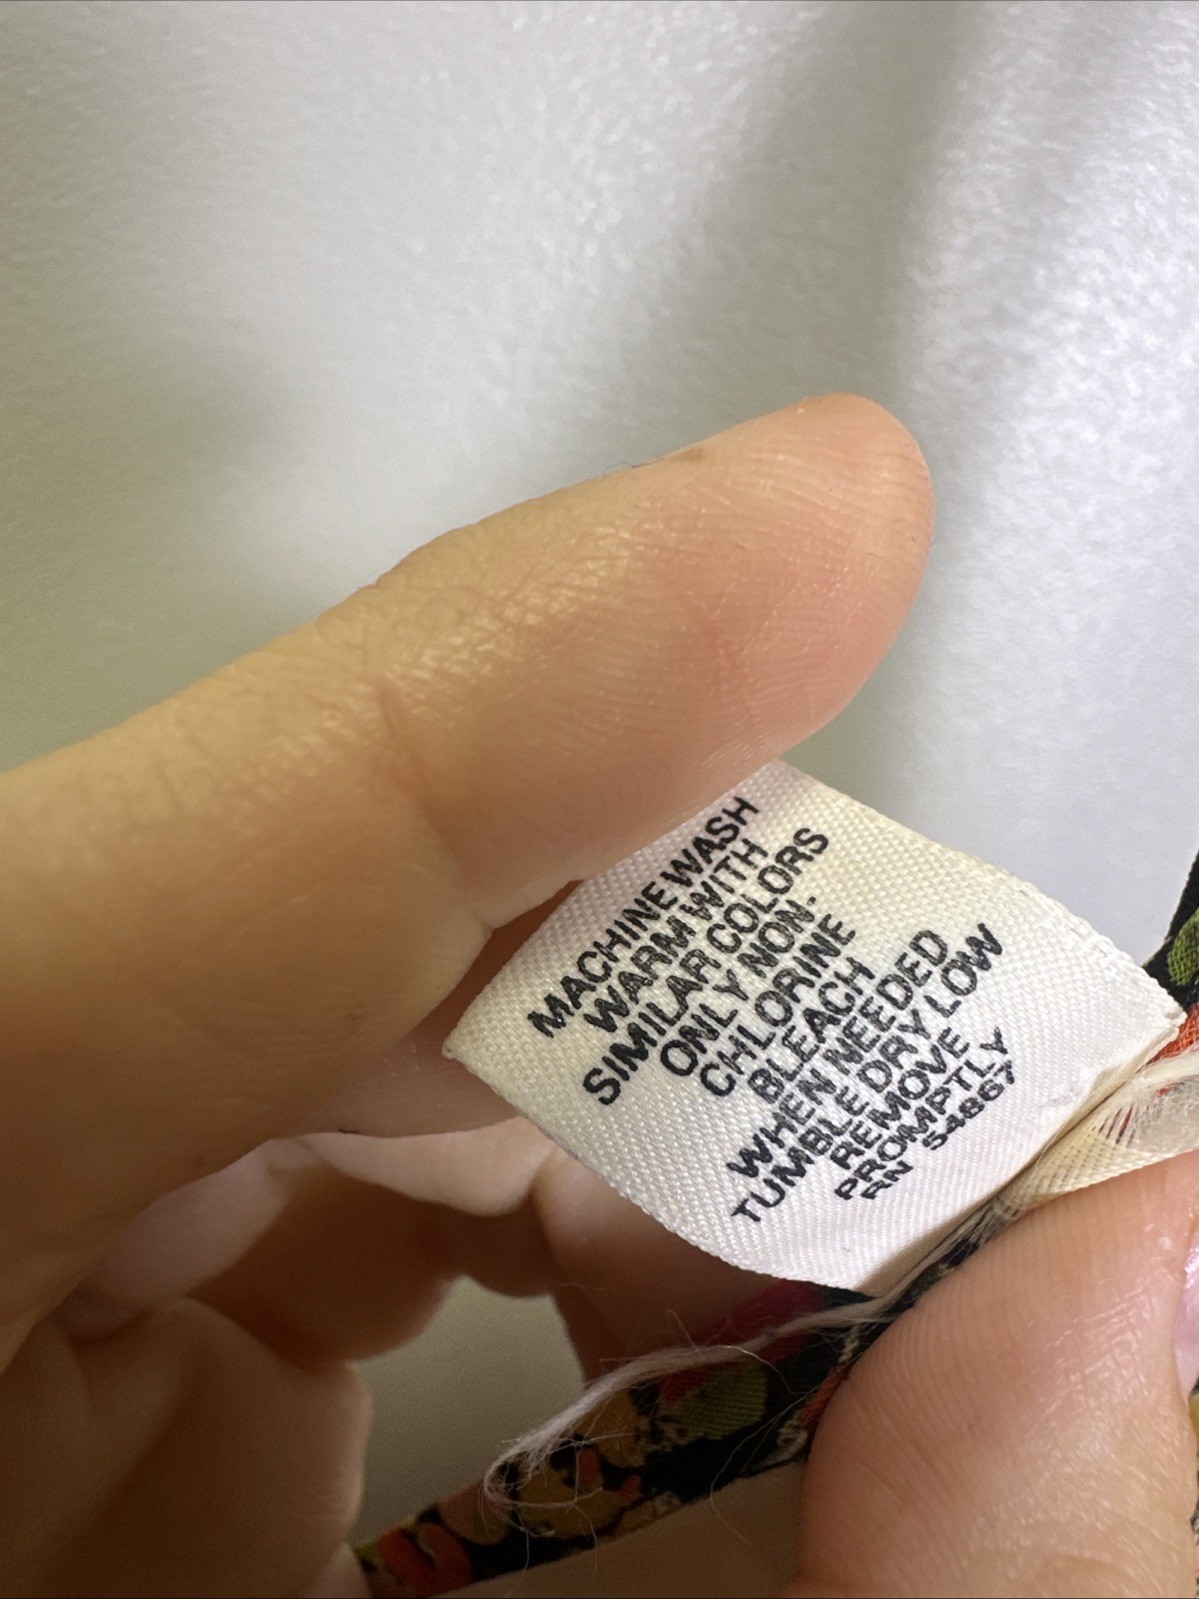 MACHINE WASH
WARM WITH
SIMILAR COLORS
ONLY NON-
CHLORINE
BLEACH
WHEN NEEDED
TUMBLE DRY LOW
REMOVE
PROMPTLY
RN 54867